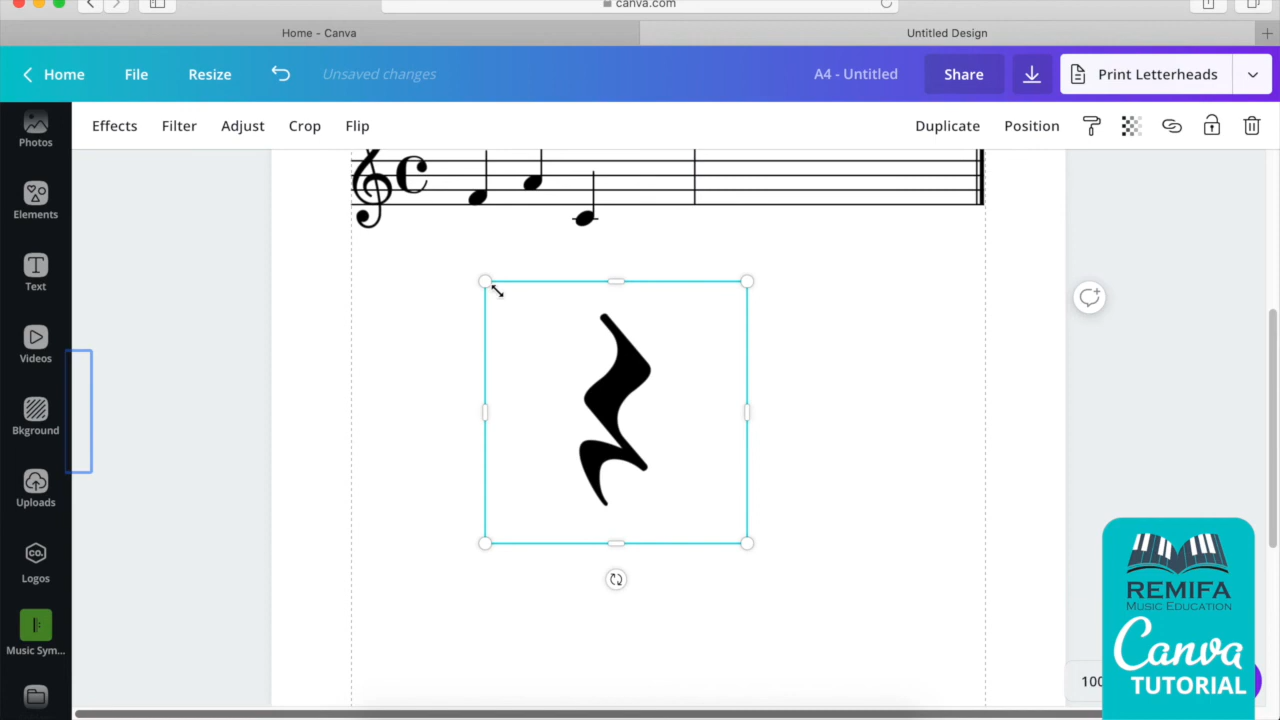 canva.com
Home - Canva
Untitled Design
Home
File
Resize
Unsaved changes
A4 - Untitled
Share
Print Letterheads
Effects
Filter
Adjust
Crop
Flip
Duplicate
Position
Photos
Elements
Text
Videos
Bkground
Uploads
CO.
Logos
Music Sym...
100
REMIFA
MUSIC EDUCATION
Canva
TUTORIAL